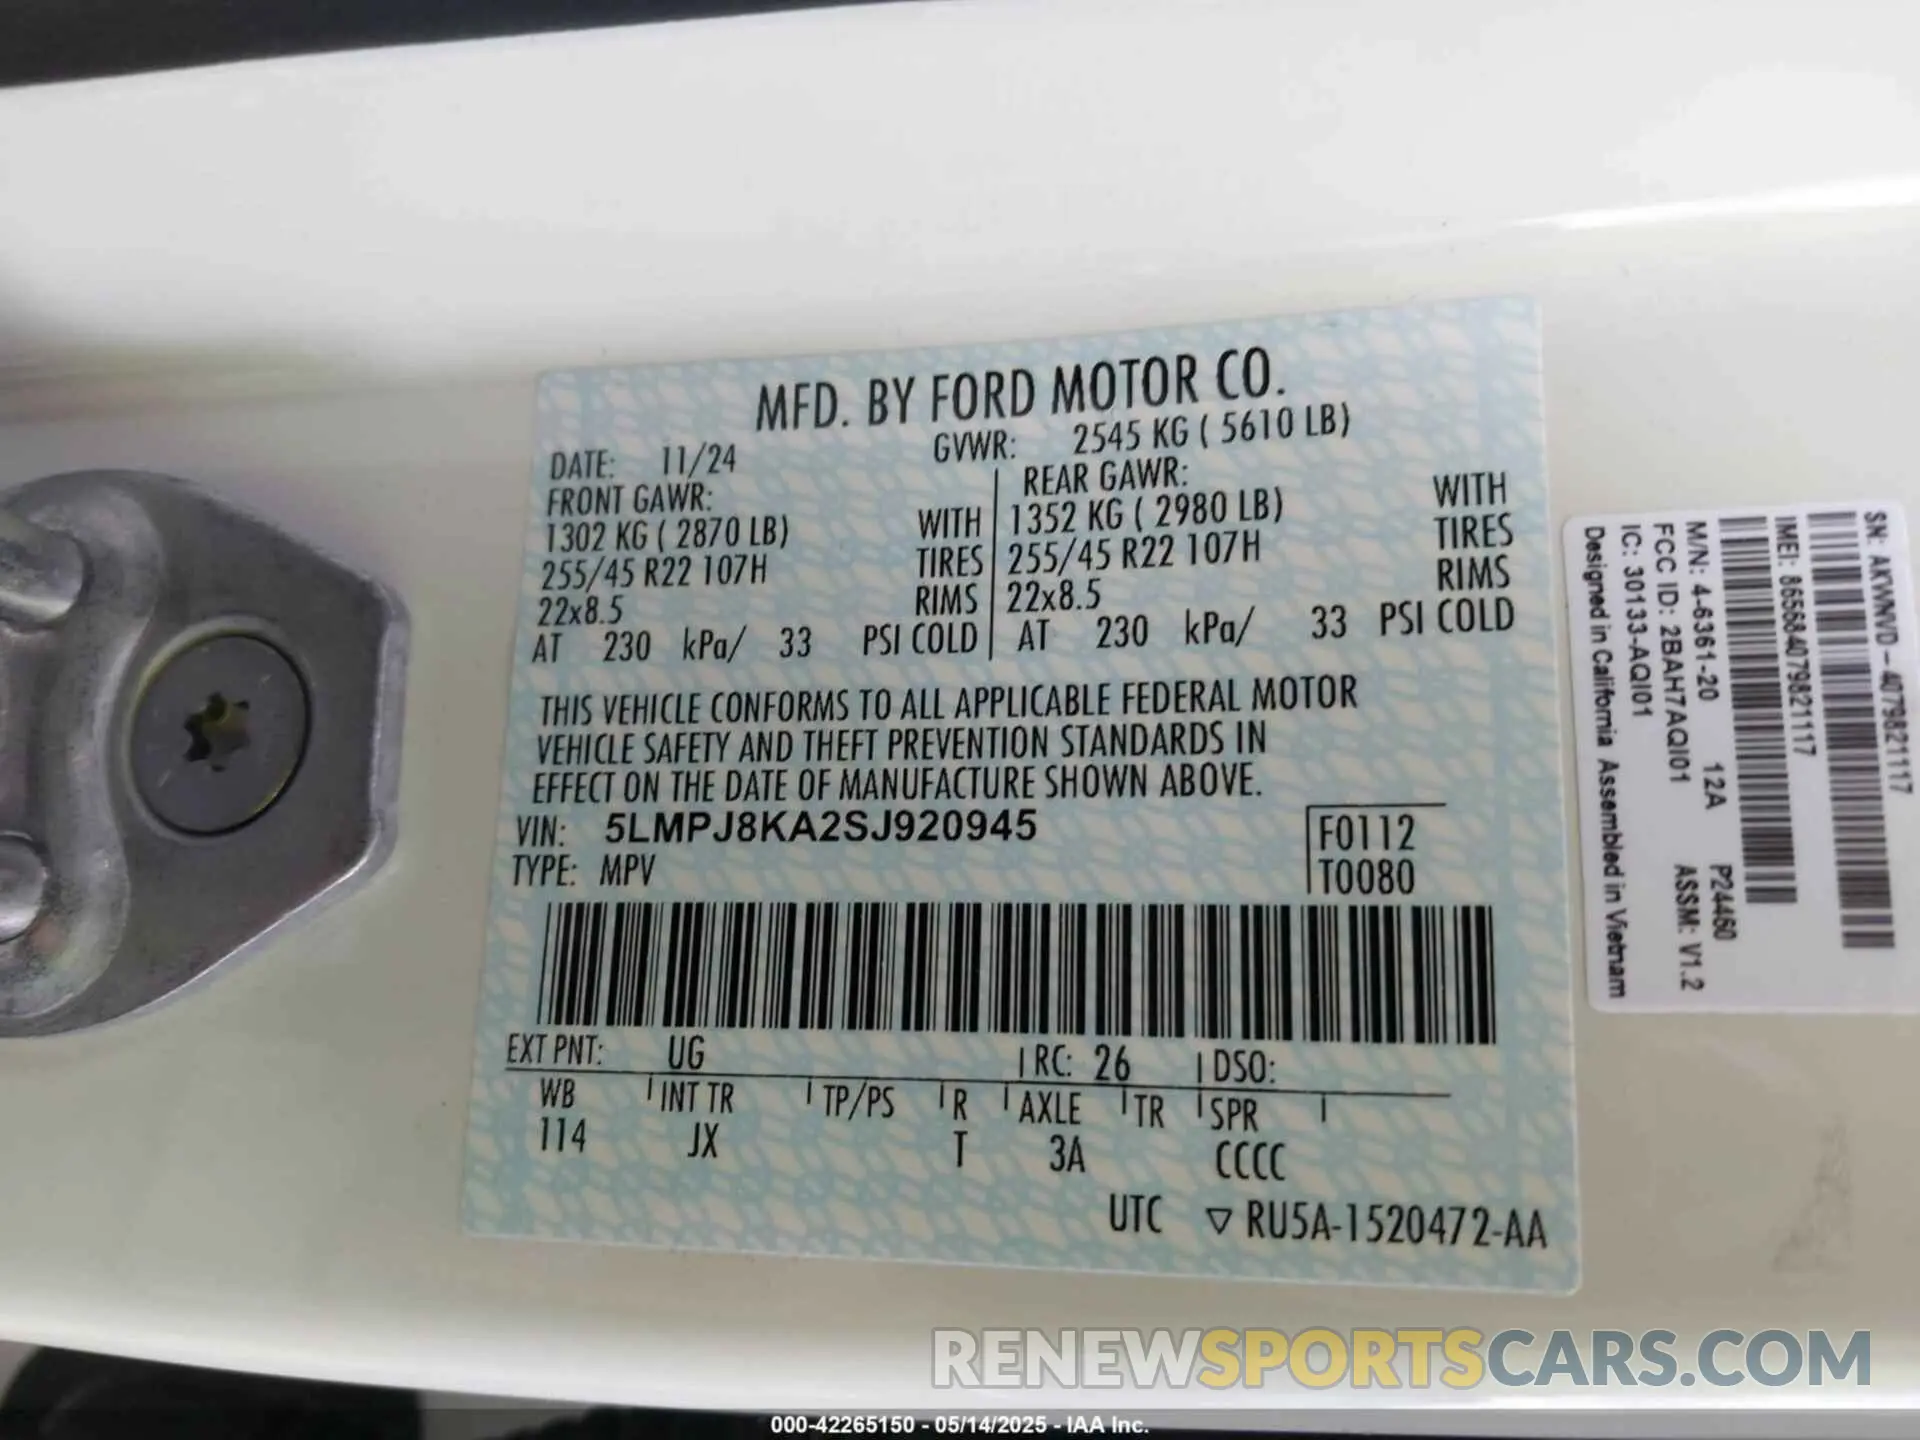 MFD. BY FORD MOTOR CO.
DATE: 11/24 GVWR: 2545 KG ( 5610 LB)
FRONT GAWR: REAR GAWR:
1302 KG ( 2870 LB) WITH 1352 KG ( 2980 LB) WITH
255/45 R22 107H TIRES 255/45 R22 107H TIRES
22x8.5 RIMS 22x8.5 RIMS
AT 230 kPa/ 33 PSI COLD AT 230 kPa/ 33 PSI COLD
THIS VEHICLE CONFORMS TO ALL APPLICABLE FEDERAL MOTOR
VEHICLE SAFETY AND THEFT PREVENTION STANDARDS IN
EFFECT ON THE DATE OF MANUFACTURE SHOWN ABOVE.
VIN: 5LMPJ8KA2SJ920945 F0112
TYPE: MPV T0080
EXT PNT: UG RC: 26 DSO:
WB INT TR TP/PS R AXLE TR SPR
114 JX T 3A CCCC
UTC ▽ RU5A-1520472-AA
SN: AKWNVD-4079821117
IMEI: 865584079821117
M/N: 4-6361-20 12A P24460
FCC ID: 2BAH7AQI01 ASSM: V1.2
IC: 30133-AQI01
Designed in California Assembled in Vietnam
RENEWSPORTSCARS.COM
000-42265150 - 05/14/2025 - IAA Inc.